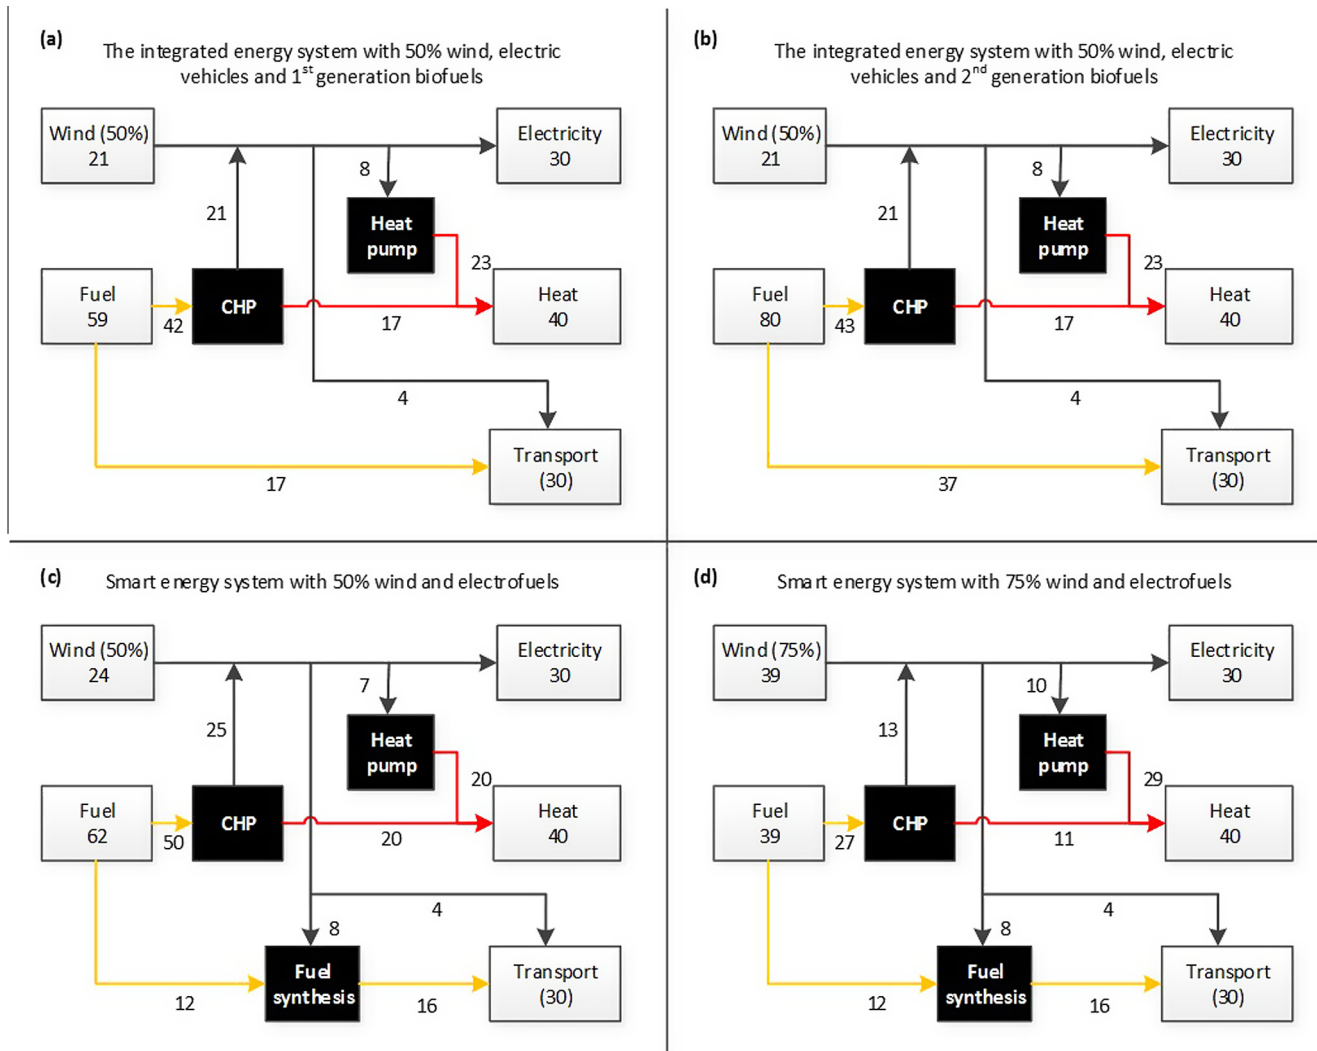 (a)
The integrated energy system with 50% wind, electric
vehicles and 1st generation biofuels
Wind (50%)
21
Electricity
30
8
21
Heat
pump
23
Fuel
59
42
CHP
17
Heat
40
4
Transport
(30)
17
(b)
The integrated energy system with 50% wind, electric
vehicles and 2nd generation biofuels
Wind (50%)
21
Electricity
30
8
21
Heat
pump
23
Fuel
80
43
CHP
17
Heat
40
4
Transport
(30)
37
(c)
Smart energy system with 50% wind and electrofuels
Wind (50%)
24
Electricity
30
7
25
Heat
pump
20
Fuel
62
50
CHP
20
Heat
40
4
8
Fuel
synthesis
12
16
Transport
(30)
(d)
Smart energy system with 75% wind and electrofuels
Wind (75%)
39
Electricity
30
10
13
Heat
pump
29
Fuel
39
27
CHP
11
Heat
40
4
8
Fuel
synthesis
12
16
Transport
(30)